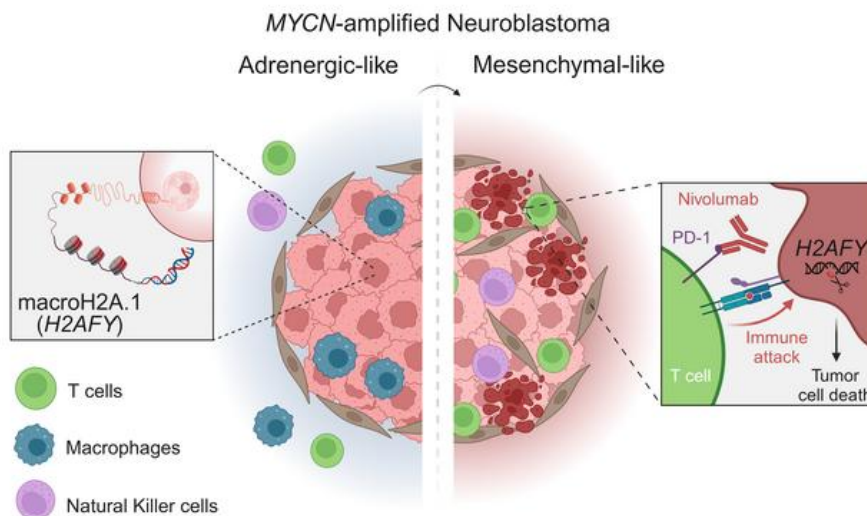 MYCN-amplified Neuroblastoma
Adrenergic-like
Mesenchymal-like
macroH2A.1
(H2AFY)
T cells
Macrophages
Natural Killer cells
Nivolumab
PD-1
H2AFY
Immune
attack
T cell
Tumor
cell death